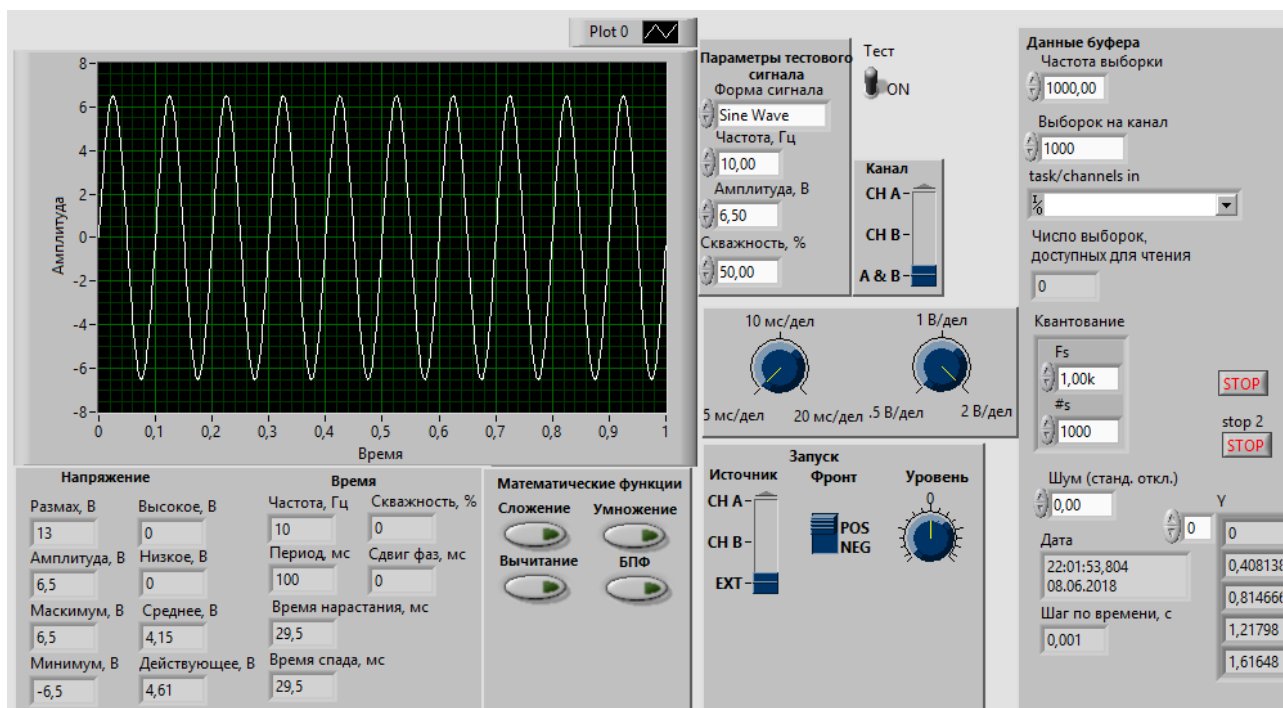 Plot 0
8
6
4
2
0
-2
-4
-6
-8
Амплитуда
0
0,1
0,2
0,3
0,4
0,5
0,6
0,7
0,8
0,9
1
Время
Параметры тестового
сигнала
Форма сигнала
Sine Wave
Частота, Гц
10,00
Амплитуда, В
6,50
Скважность, %
50,00
Тест
ON
Канал
CH A
CH B
A & B
10 мс/дел
5 мс/дел
20 мс/дел
1 В/дел
.5 В/дел
2 В/дел
Данные буфера
Частота выборки
1000,00
Выборок на канал
1000
task/channels in
I/0
Число выборок,
доступных для чтения
0
Квантование
Fs
1,00k
#s
1000
STOP
stop 2
STOP
Шум (станд. откл.)
0,00
Дата
22:01:53,804
08.06.2018
Шаг по времени, с
0,001
Y
0
0
0,408138
0,814666
1,21798
1,61648
Напряжение
Размах, В
13
Амплитуда, В
6,5
Маскимум, В
6,5
Минимум, В
-6,5
Высокое, В
0
Низкое, В
0
Среднее, В
4,15
Действующее, В
4,61
Время
Частота, Гц
10
Период, мс
100
Время нарастания, мс
29,5
Время спада, мс
29,5
Скважность, %
0
Сдвиг фаз, мс
0
Математические функции
Сложение
Умножение
Вычитание
БПФ
Запуск
Источник
CH A
CH B
EXT
Фронт
POS
NEG
Уровень
0